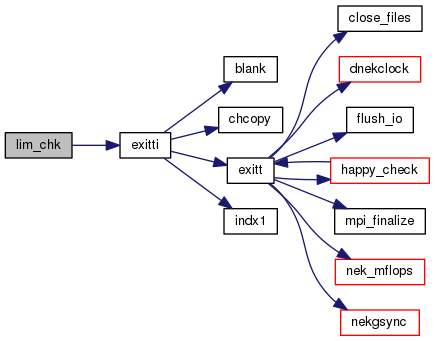 lim_chk
exitti
blank
chcopy
exitt
indx1
close_files
dnekclock
flush_io
happy_check
mpi_finalize
nek_mflops
nekgsync